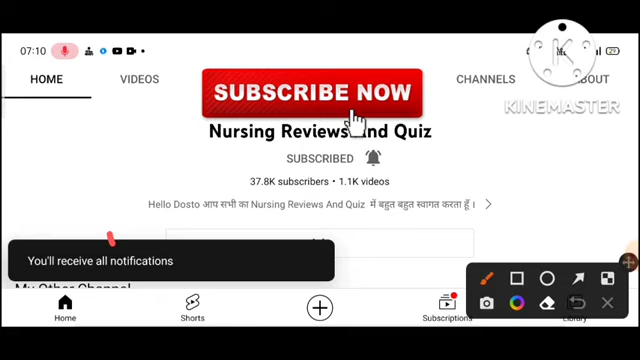 07:10
29
KINEMASTER
HOME VIDEOS CHANNELS ABOUT
SUBSCRIBE NOW
Nursing Reviews And Quiz
SUBSCRIBED
37.8K subscribers • 1.1K videos
Hello Dosto आप सभी का Nursing Reviews And Quiz में बहुत बहुत स्वागत करता हूँ ।
You'll receive all notifications
My Other Channel
Home Shorts Subscriptions Library